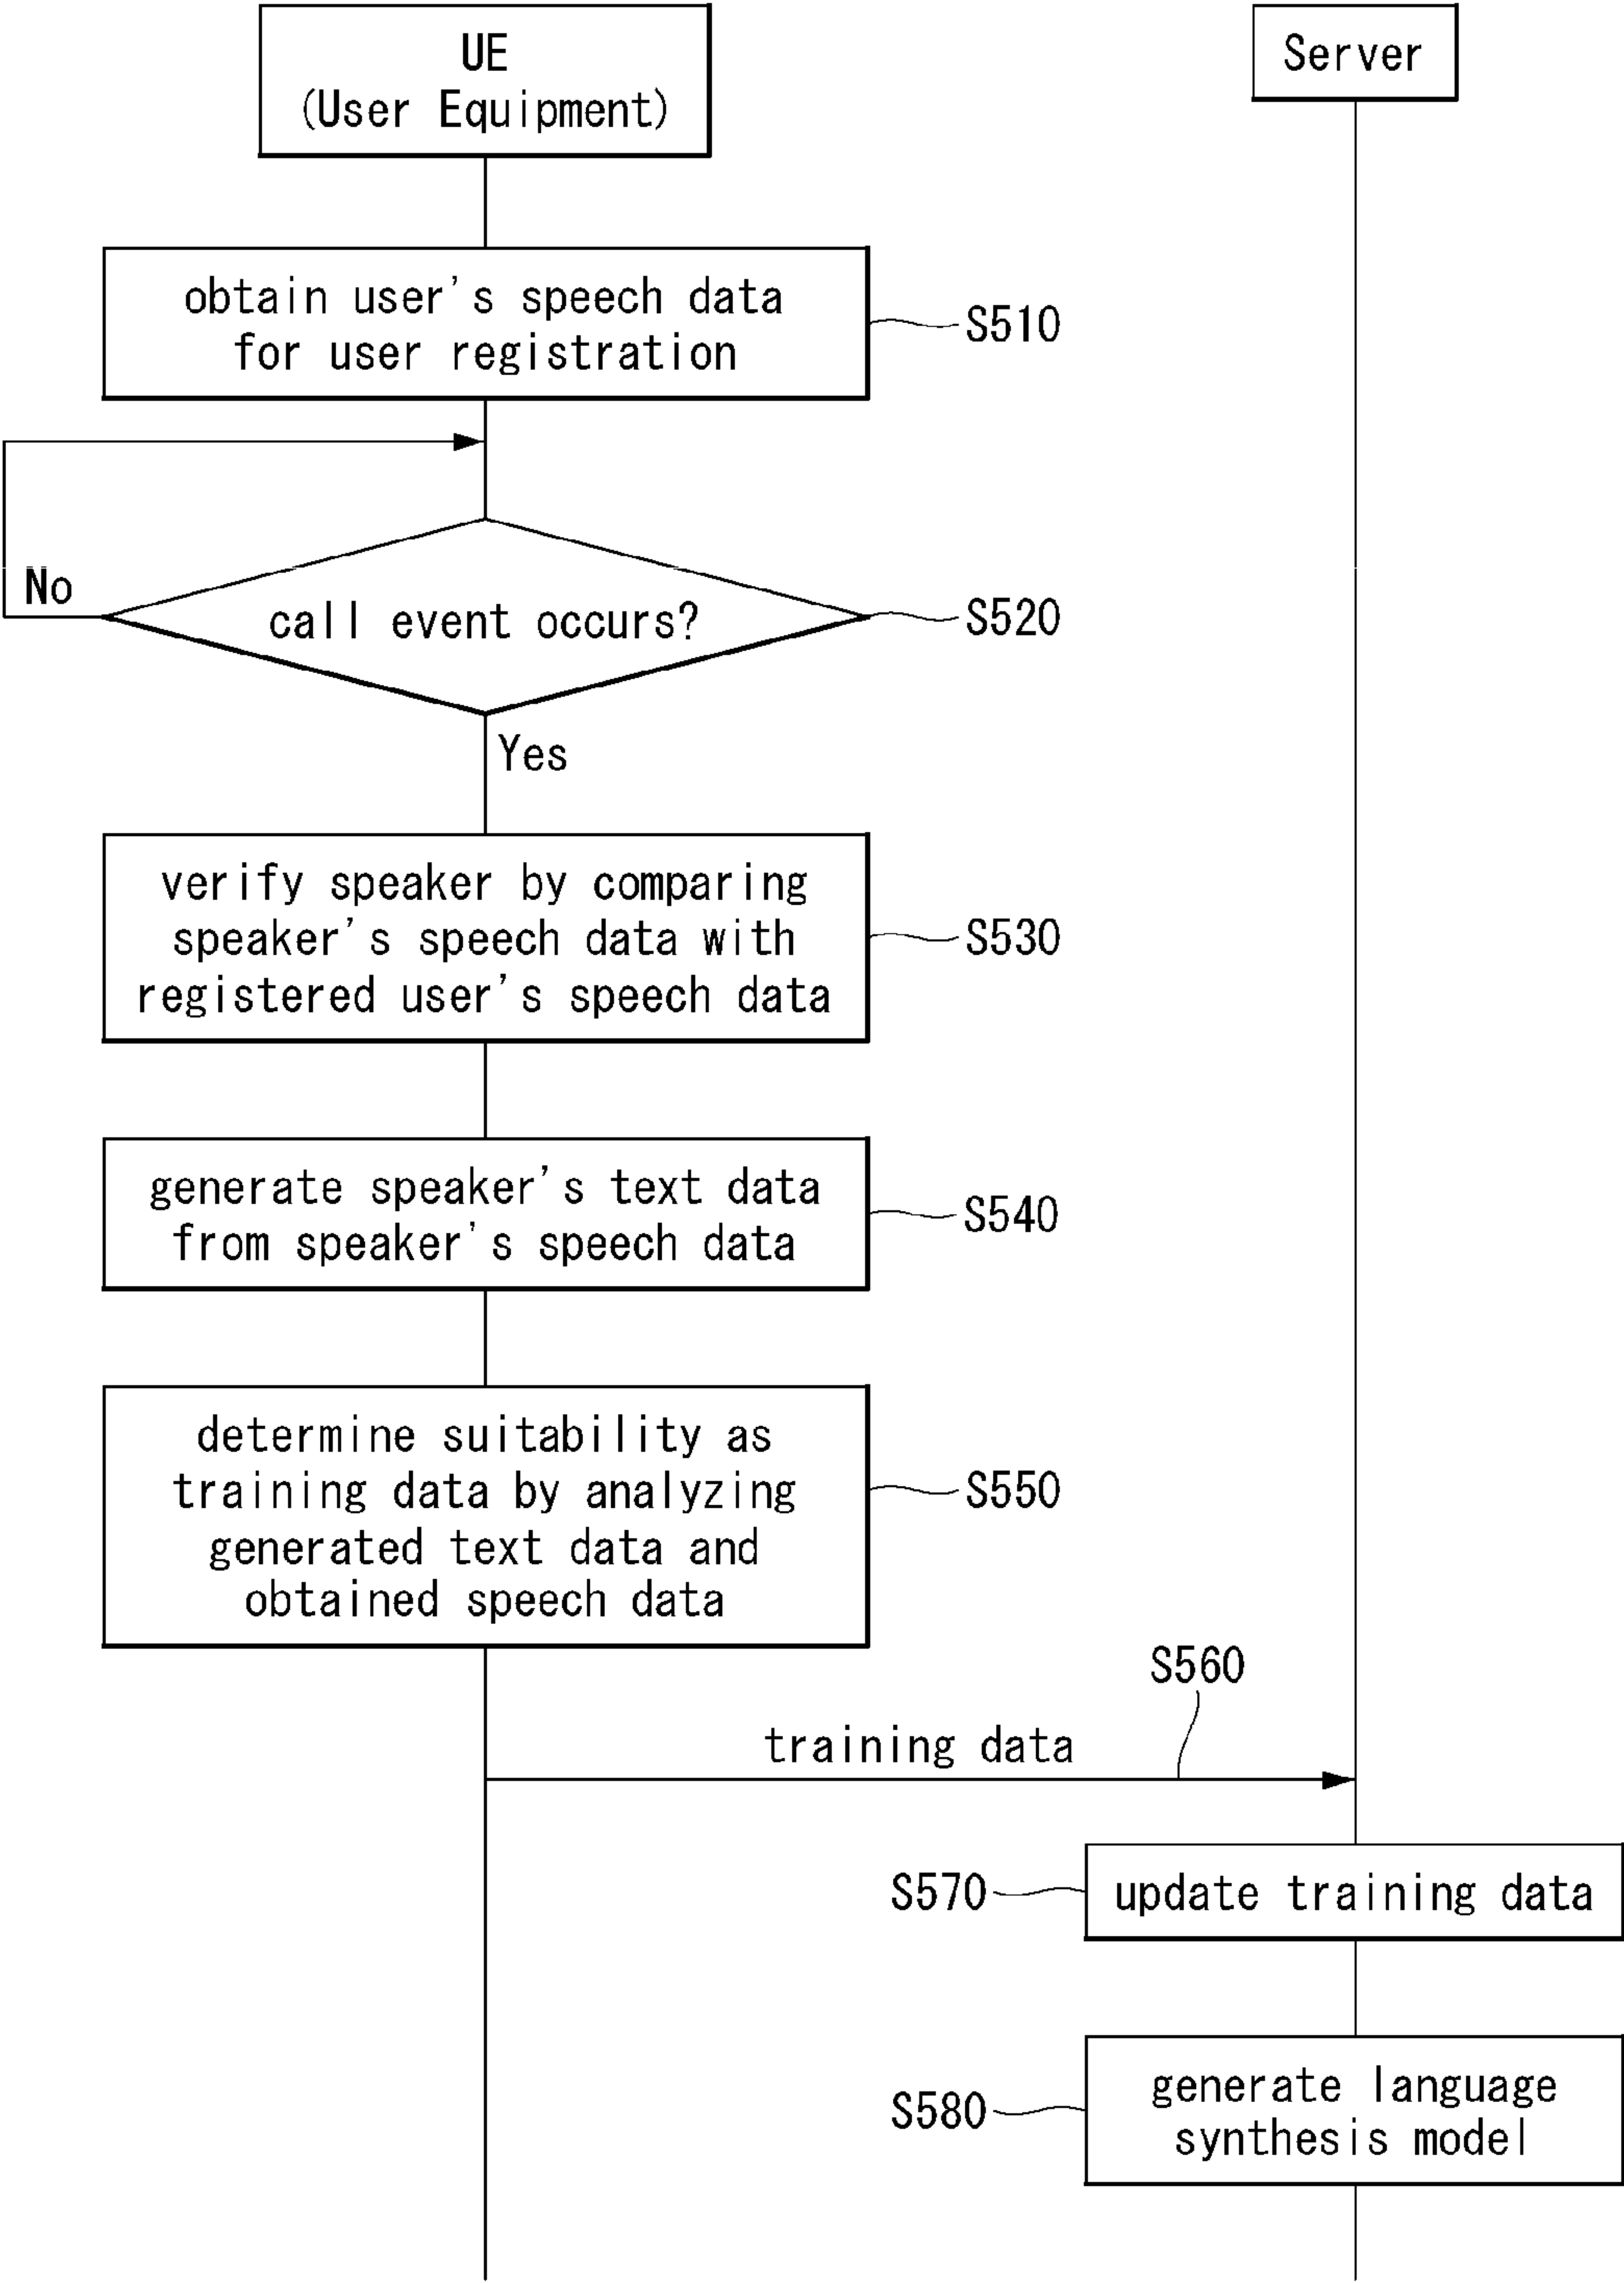 UE
(User Equipment)
Server
obtain user's speech data
for user registration
S510
No
call event occurs?
S520
Yes
verify speaker by comparing
speaker's speech data with
registered user's speech data
S530
generate speaker's text data
from speaker's speech data
S540
determine suitability as
training data by analyzing
generated text data and
obtained speech data
S550
S560
training data
S570
update training data
S580
generate language
synthesis model